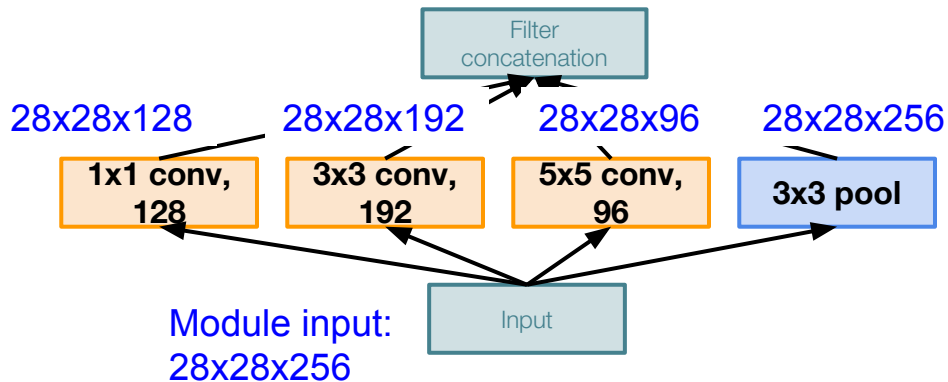 Filter
concatenation
28x28x128
28x28x192
28x28x96
28x28x256
1x1 conv,
128
3x3 conv,
192
5x5 conv,
96
3x3 pool
Input
Module input:
28x28x256